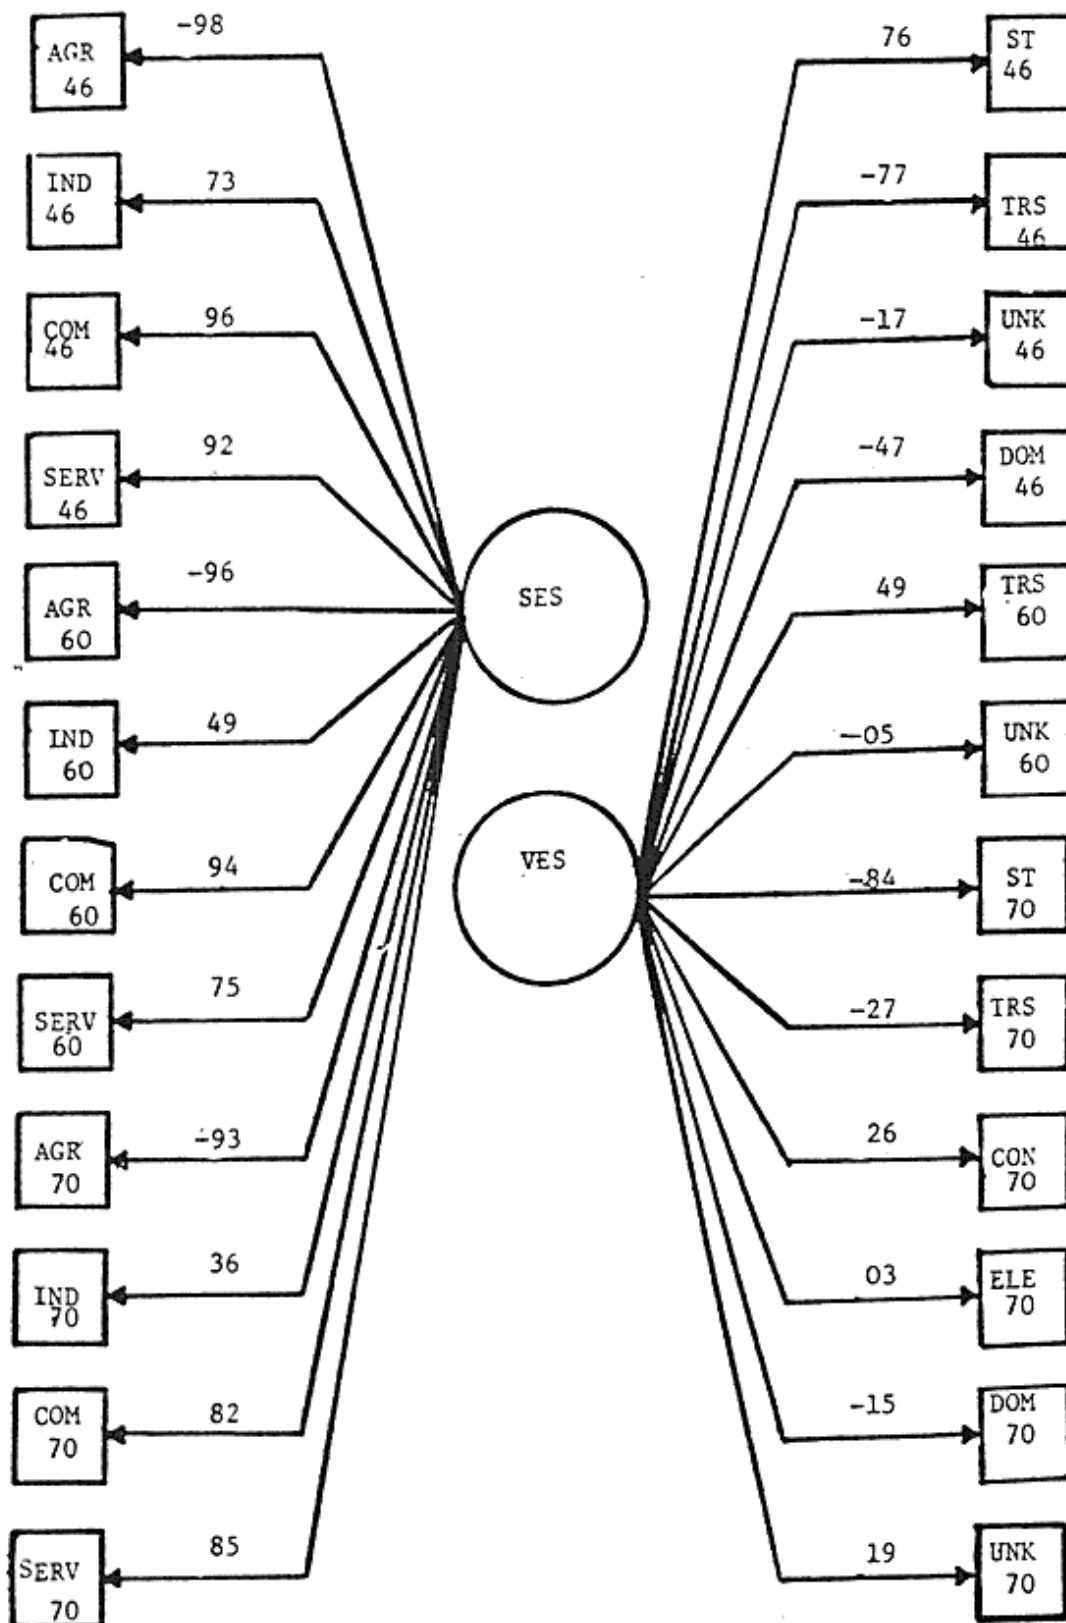 -98
AGR
46
73
IND
46
96
COM
46
92
SERV
46
-96
AGR
60
49
IND
60
94
COM
60
75
SERV
60
-93
AGR
70
36
IND
70
82
COM
70
85
SERV
70
SES
VES
76
ST
46
-77
TRS
46
-17
UNK
46
-47
DOM
46
49
TRS
60
-05
UNK
60
-84
ST
70
-27
TRS
70
26
CON
70
03
ELE
70
-15
DOM
70
19
UNK
70